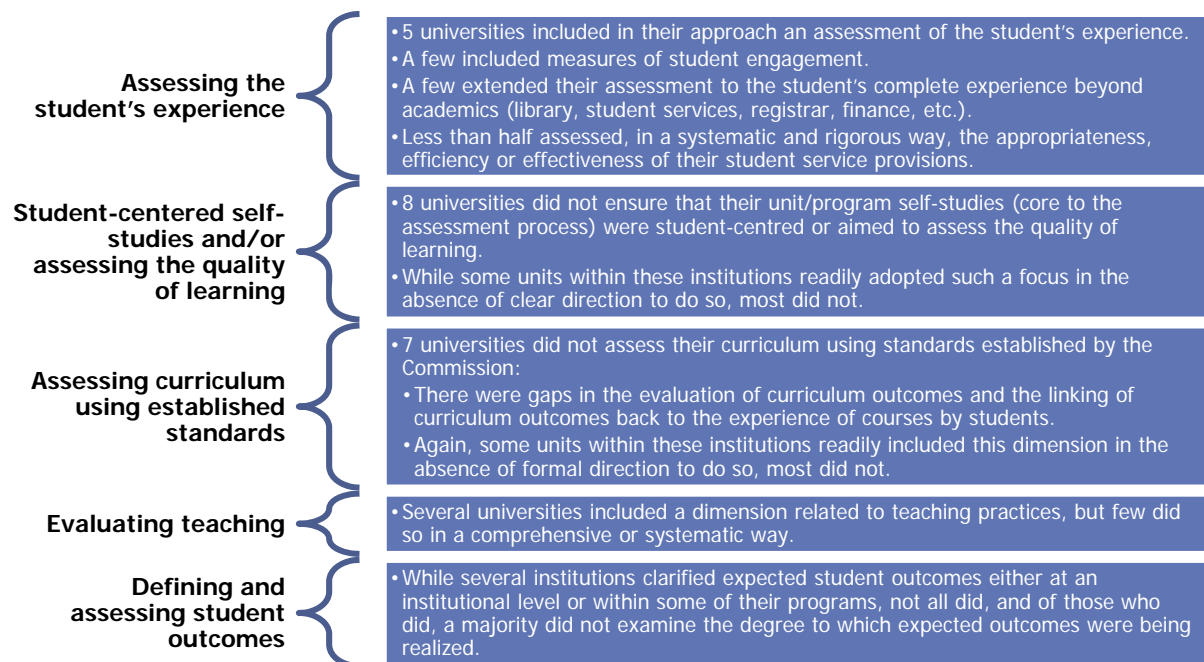 Assessing the
student's experience
• 5 universities included in their approach an assessment of the student's experience.
• A few included measures of student engagement.
• A few extended their assessment to the student's complete experience beyond
academics (library, student services, registrar, finance, etc.).
• Less than half assessed, in a systematic and rigorous way, the appropriateness,
efficiency or effectiveness of their student service provisions.
Student-centered self-
studies and/or
assessing the quality
of learning
• 8 universities did not ensure that their unit/program self-studies (core to the
assessment process) were student-centred or aimed to assess the quality of
learning.
• While some units within these institutions readily adopted such a focus in the
absence of clear direction to do so, most did not.
Assessing curriculum
using established
standards
• 7 universities did not assess their curriculum using standards established by the
Commission:
• There were gaps in the evaluation of curriculum outcomes and the linking of
curriculum outcomes back to the experience of courses by students.
• Again, some units within these institutions readily included this dimension in the
absence of formal direction to do so, most did not.
Evaluating teaching
• Several universities included a dimension related to teaching practices, but few did
so in a comprehensive or systematic way.
Defining and
assessing student
outcomes
• While several institutions clarified expected student outcomes either at an
institutional level or within some of their programs, not all did, and of those who
did, a majority did not examine the degree to which expected outcomes were being
realized.